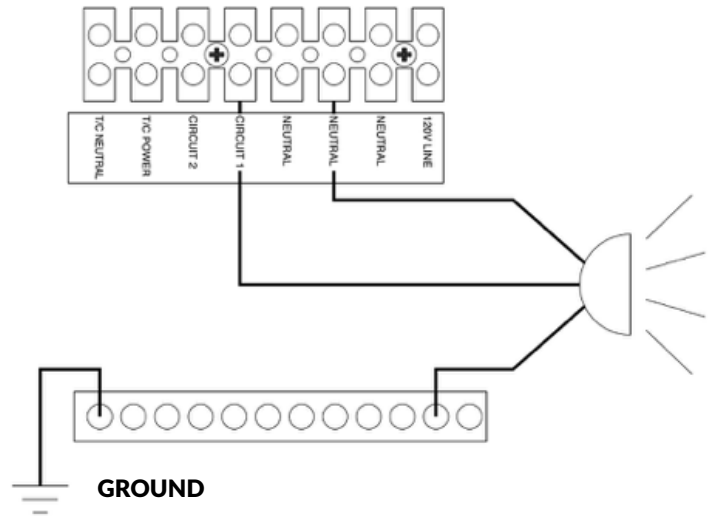 T/C NEUTRAL
T/C POWER
CIRCUIT 2
CIRCUIT 1
NEUTRAL
NEUTRAL
NEUTRAL
120V LINE
GROUND